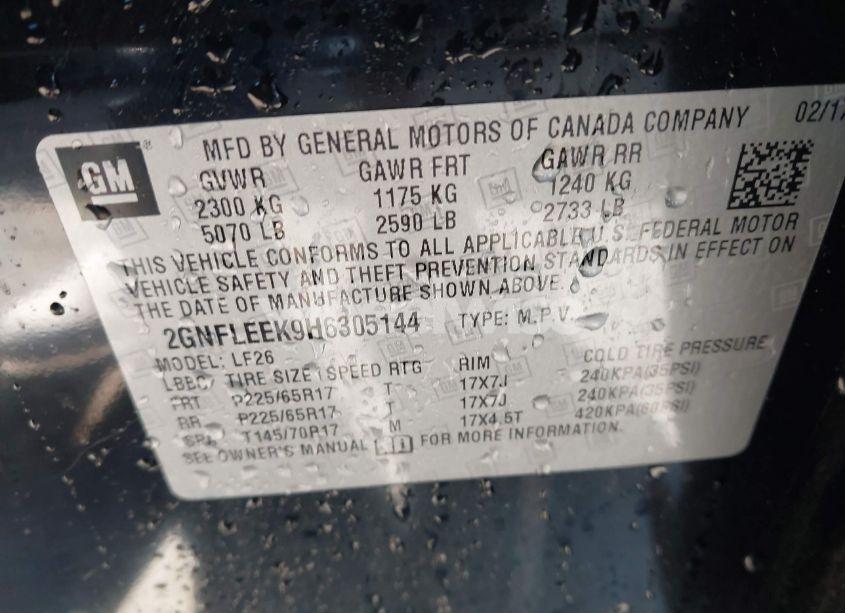 MFD BY GENERAL MOTORS OF CANADA COMPANY 02/17
GM®
GVWR GAWR FRT GAWR RR
2300 KG 1175 KG 1240 KG
5070 LB 2590 LB 2733 LB
THIS VEHICLE CONFORMS TO ALL APPLICABLE U.S. FEDERAL MOTOR
VEHICLE SAFETY AND THEFT PREVENTION STANDARDS IN EFFECT ON
THE DATE OF MANUFACTURE SHOWN ABOVE.
2GNFLEEK9H6305144 TYPE: M.P.V.
MODEL: LF26
LBBC TIRE SIZE SPEED RTG RIM COLD TIRE PRESSURE
FRT P225/65R17 T 17X7J 240KPA(35PSI)
RR P225/65R17 T 17X7J 240KPA(35PSI)
SPA T145/70R17 M 17X4.5T 420KPA(60PSI)
SEE OWNER'S MANUAL FOR MORE INFORMATION.